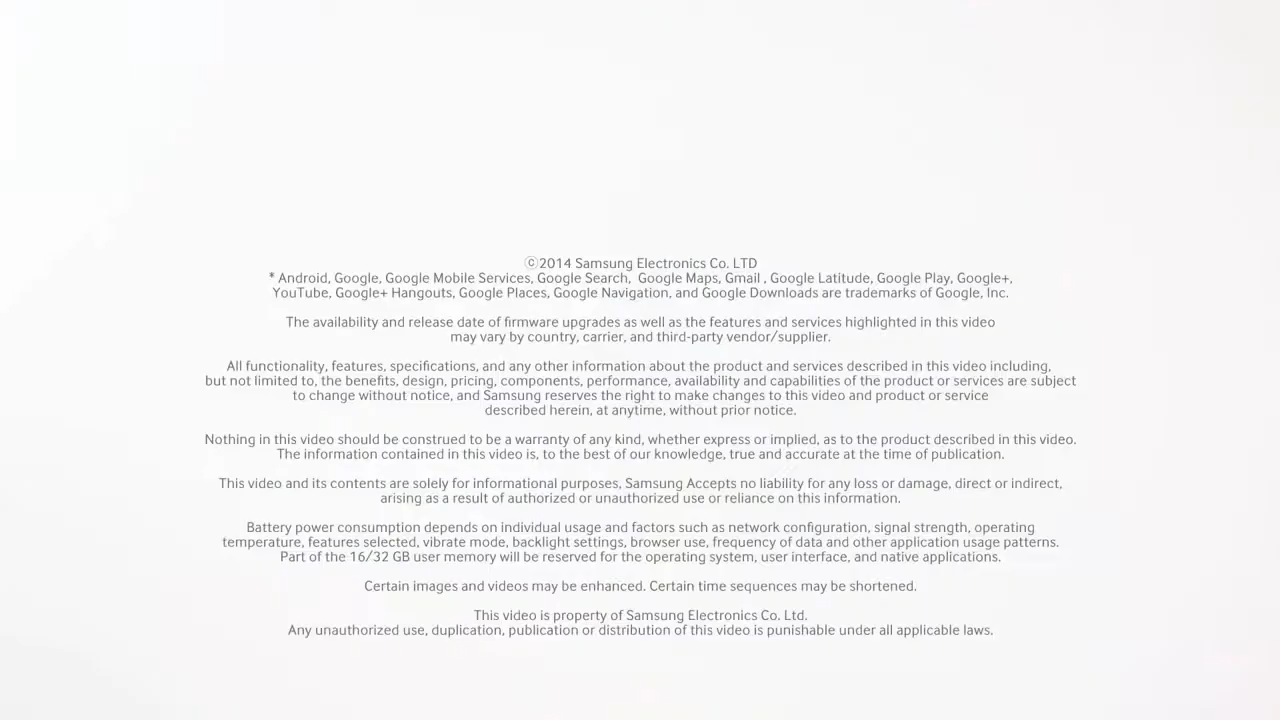 ⓒ2014 Samsung Electronics Co. LTD
* Android, Google, Google Mobile Services, Google Search, Google Maps, Gmail , Google Latitude, Google Play, Google+,
YouTube, Google+ Hangouts, Google Places, Google Navigation, and Google Downloads are trademarks of Google, Inc.
The availability and release date of firmware upgrades as well as the features and services highlighted in this video
may vary by country, carrier, and third-party vendor/supplier.
All functionality, features, specifications, and any other information about the product and services described in this video including,
but not limited to, the benefits, design, pricing, components, performance, availability and capabilities of the product or services are subject
to change without notice, and Samsung reserves the right to make changes to this video and product or service
described herein, at anytime, without prior notice.
Nothing in this video should be construed to be a warranty of any kind, whether express or implied, as to the product described in this video.
The information contained in this video is, to the best of our knowledge, true and accurate at the time of publication.
This video and its contents are solely for informational purposes, Samsung Accepts no liability for any loss or damage, direct or indirect,
arising as a result of authorized or unauthorized use or reliance on this information.
Battery power consumption depends on individual usage and factors such as network configuration, signal strength, operating
temperature, features selected, vibrate mode, backlight settings, browser use, frequency of data and other application usage patterns.
Part of the 16/32 GB user memory will be reserved for the operating system, user interface, and native applications.
Certain images and videos may be enhanced. Certain time sequences may be shortened.
This video is property of Samsung Electronics Co. Ltd.
Any unauthorized use, duplication, publication or distribution of this video is punishable under all applicable laws.